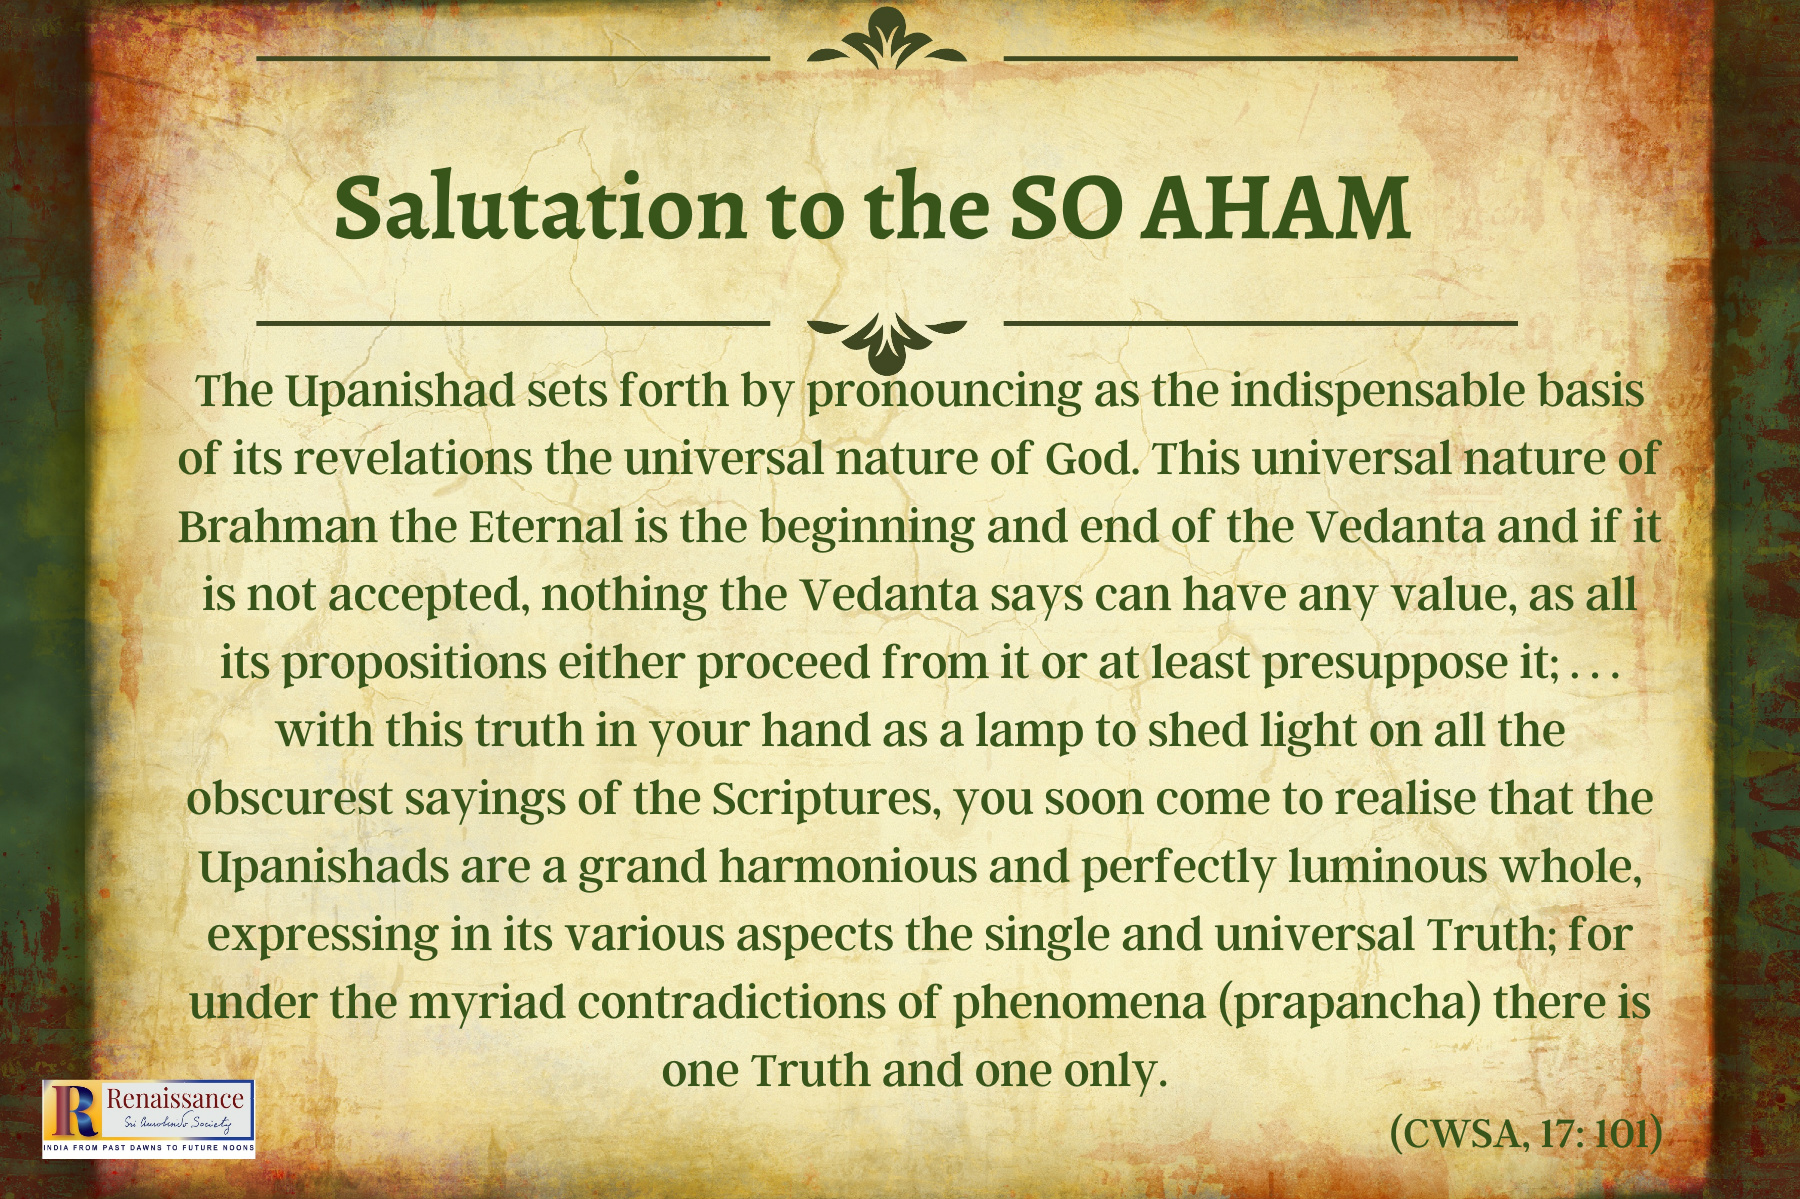 Salutation to the SO AHAM
The Upanishad sets forth by pronouncing as the indispensable basis
of its revelations the universal nature of God. This universal nature of
Brahman the Eternal is the beginning and end of the Vedanta and if it
is not accepted, nothing the Vedanta says can have any value, as all
its propositions either proceed from it or at least presuppose it; . . .
with this truth in your hand as a lamp to shed light on all the
obscurest sayings of the Scriptures, you soon come to realise that the
Upanishads are a grand harmonious and perfectly luminous whole,
expressing in its various aspects the single and universal Truth; for
under the myriad contradictions of phenomena (prapancha) there is
one Truth and one only.
(CWSA, 17: 101)
R Renaissance
Sri Aurobindo Society
INDIA FROM PAST DAWNS TO FUTURE NOONS